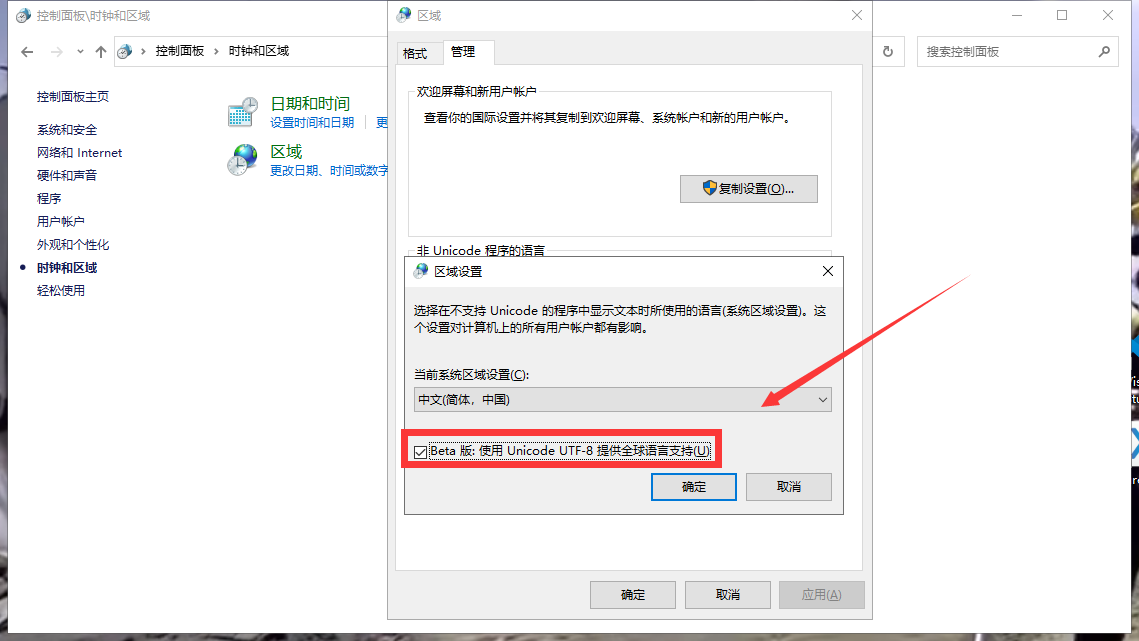 控制面板\时钟和区域
控制面板 › 时钟和区域
搜索控制面板
控制面板主页
系统和安全
网络和 Internet
硬件和声音
程序
用户帐户
外观和个性化
时钟和区域
轻松使用
日期和时间
设置时间和日期 更
区域
更改日期、时间或数字
区域
格式 管理
欢迎屏幕和新用户帐户
查看你的国际设置并将其复制到欢迎屏幕、系统帐户和新的用户帐户。
复制设置(O)...
非 Unicode 程序的语言
区域设置
选择在不支持 Unicode 的程序中显示文本时所使用的语言(系统区域设置)。这
个设置对计算机上的所有用户帐户都有影响。
当前系统区域设置(C):
中文(简体，中国)
Beta 版: 使用 Unicode UTF-8 提供全球语言支持(U)
确定 取消
确定 取消 应用(A)